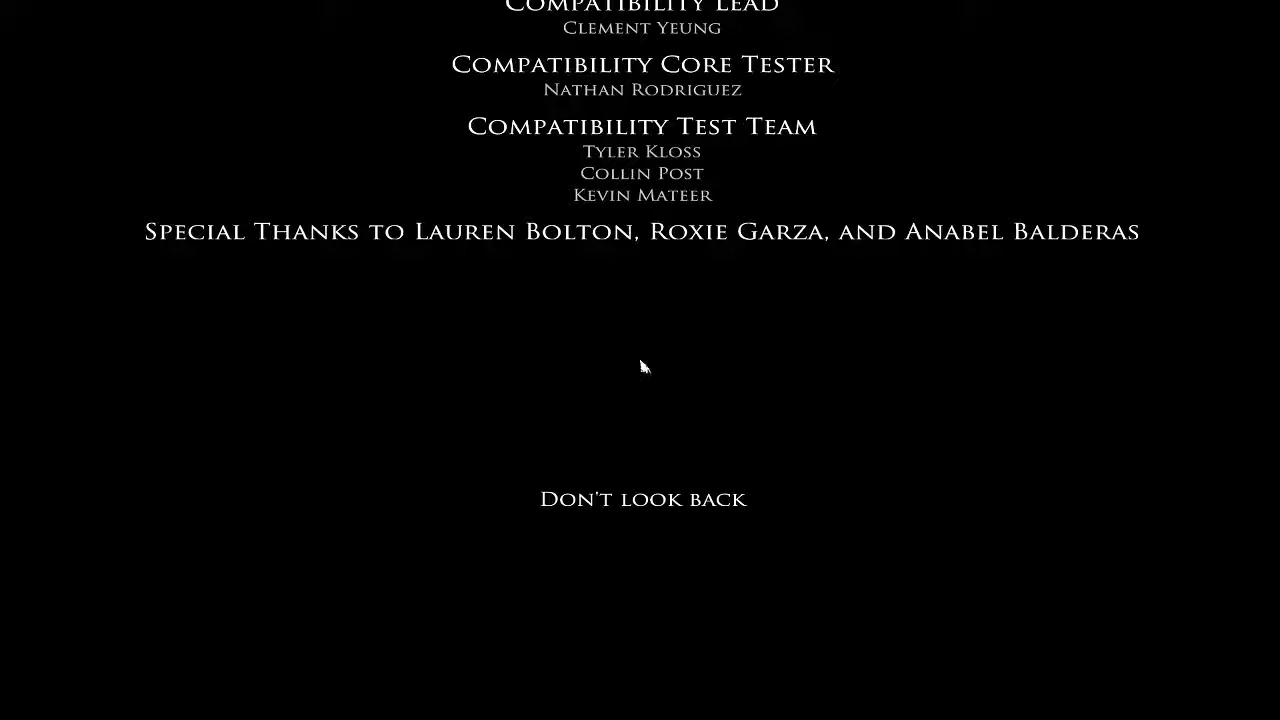 Compatibility Lead
Clement Yeung
Compatibility Core Tester
Nathan Rodriguez
Compatibility Test Team
Tyler Kloss
Collin Post
Kevin Mateer
Special Thanks to Lauren Bolton, Roxie Garza, and Anabel Balderas
Don't look back